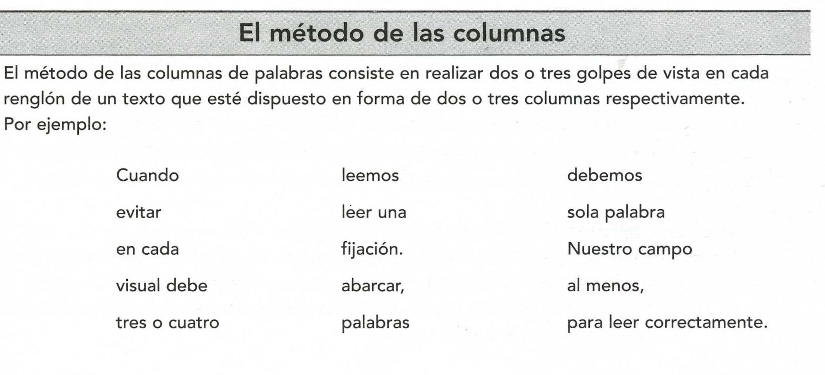 El método de las columnas
El método de las columnas de palabras consiste en realizar dos o tres golpes de vista en cada
renglón de un texto que esté dispuesto en forma de dos o tres columnas respectivamente.
Por ejemplo:
Cuando leemos debemos
evitar leer una sola palabra
en cada fijación. Nuestro campo
visual debe abarcar, al menos,
tres o cuatro palabras para leer correctamente.